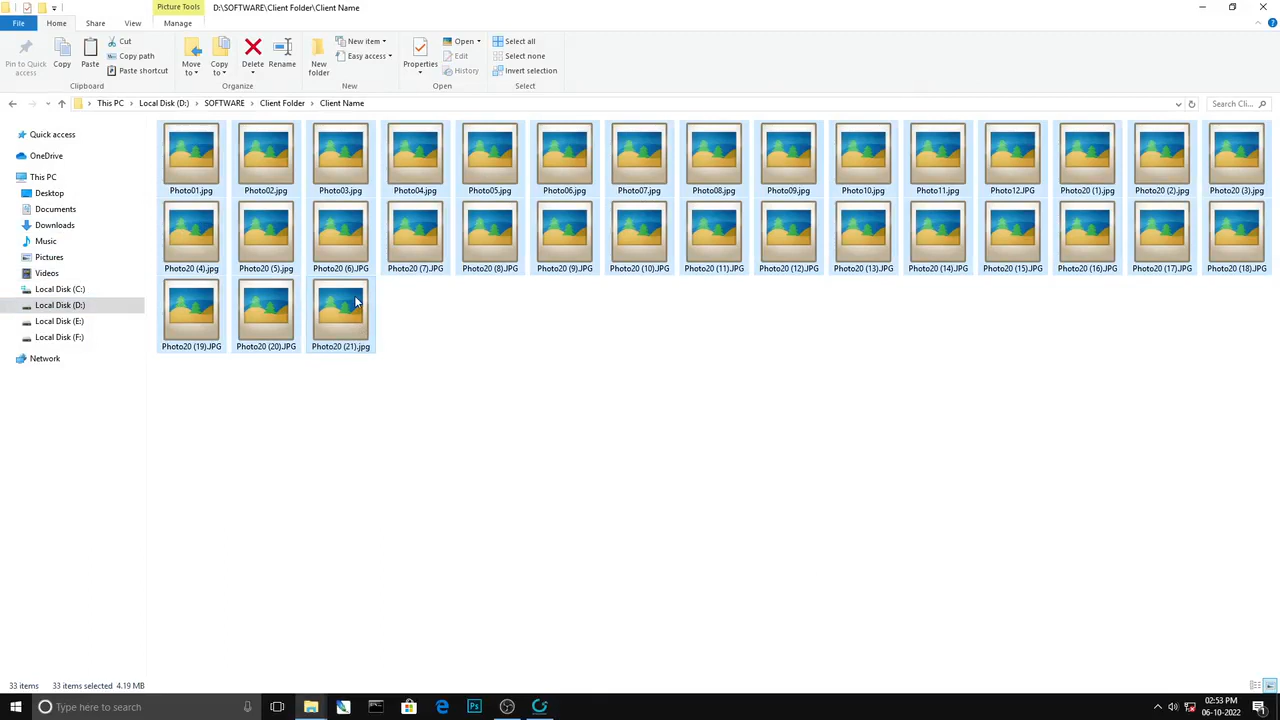 Picture Tools
D:\SOFTWARE\Client Folder\Client Name
File
Home
Share
View
Manage
Pin to Quick access
Copy
Paste
Cut
Copy path
Paste shortcut
Clipboard
Move to
Copy to
Delete
Rename
Organize
New folder
New item
Easy access
New
Properties
Open
Edit
History
Open
Select all
Select none
Invert selection
Select
This PC
Local Disk (D:)
SOFTWARE
Client Folder
Client Name
Search Cli...
Quick access
OneDrive
This PC
Desktop
Documents
Downloads
Music
Pictures
Videos
Local Disk (C:)
Local Disk (D:)
Local Disk (E:)
Local Disk (F:)
Network
Photo01.jpg
Photo02.jpg
Photo03.jpg
Photo04.jpg
Photo05.jpg
Photo06.jpg
Photo07.jpg
Photo08.jpg
Photo09.jpg
Photo10.jpg
Photo11.jpg
Photo12.JPG
Photo20 (1).jpg
Photo20 (2).jpg
Photo20 (3).jpg
Photo20 (4).jpg
Photo20 (5).jpg
Photo20 (6).JPG
Photo20 (7).JPG
Photo20 (8).JPG
Photo20 (9).JPG
Photo20 (10).JPG
Photo20 (11).JPG
Photo20 (12).JPG
Photo20 (13).JPG
Photo20 (14).JPG
Photo20 (15).JPG
Photo20 (16).JPG
Photo20 (17).JPG
Photo20 (18).JPG
Photo20 (19).JPG
Photo20 (20).JPG
Photo20 (21).jpg
33 items
33 items selected 4.19 MB
Type here to search
Ps
02:53 PM
06-10-2022
1